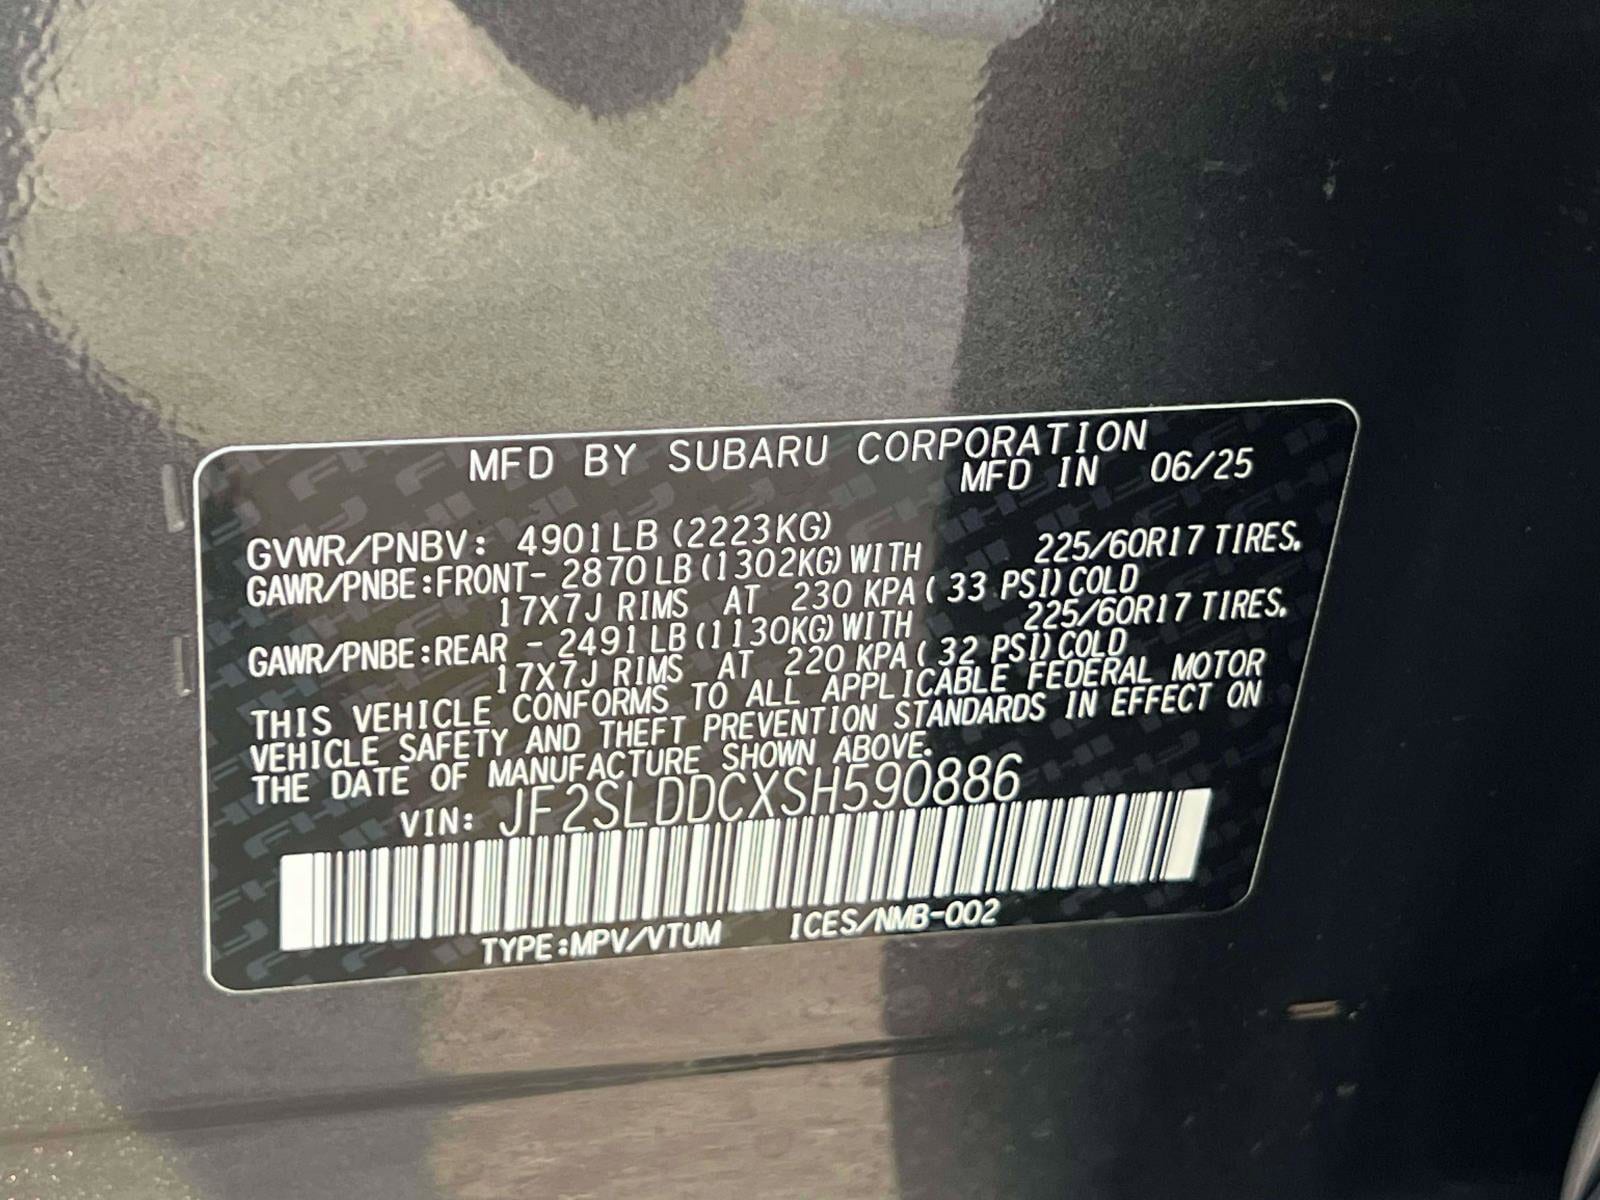 MFD BY SUBARU CORPORATION
MFD IN 06/25
GVWR/PNBV: 4901LB (2223KG)
GAWR/PNBE:FRONT- 2870LB(1302KG)WITH 225/60R17 TIRES.
17X7J RIMS AT 230 KPA( 33 PSI)COLD
GAWR/PNBE:REAR - 2491LB(1130KG)WITH 225/60R17 TIRES.
17X7J RIMS AT 220 KPA( 32 PSI)COLD
THIS VEHICLE CONFORMS TO ALL APPLICABLE FEDERAL MOTOR
VEHICLE SAFETY AND THEFT PREVENTION STANDARDS IN EFFECT ON
THE DATE OF MANUFACTURE SHOWN ABOVE.
VIN: JF2SLDDCXSH590886
TYPE:MPV/VTUM ICES/NMB-002